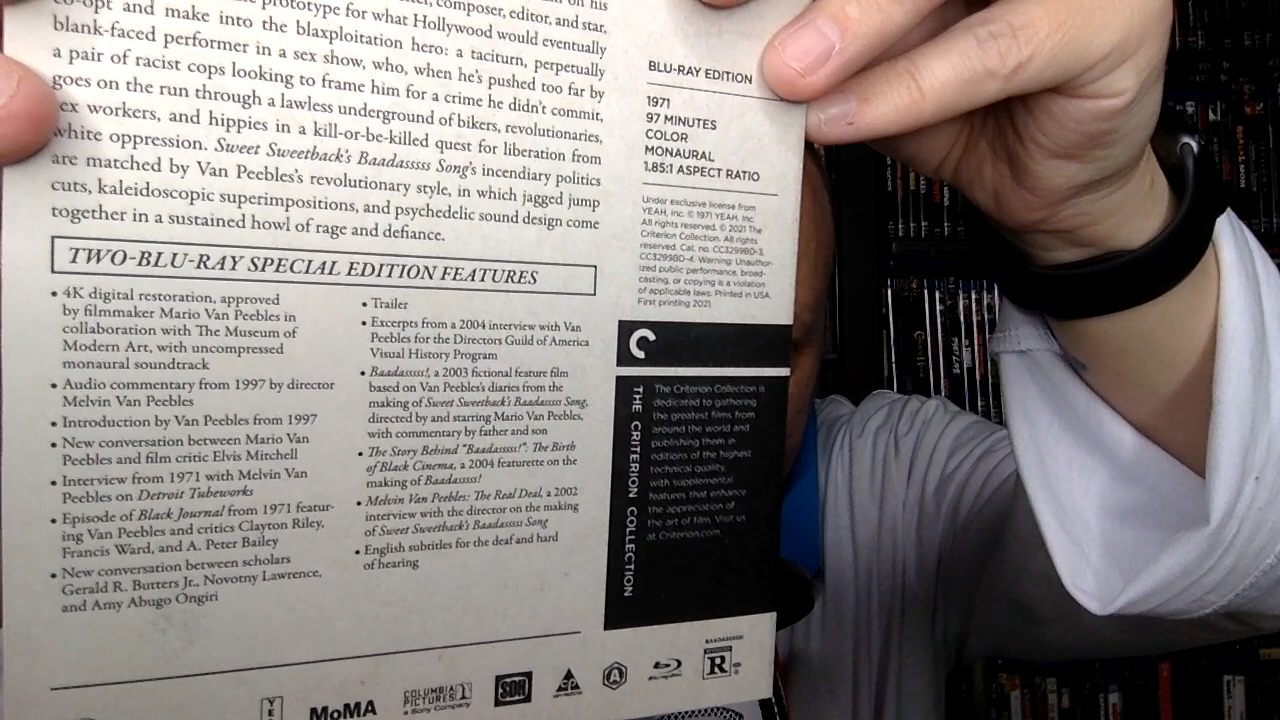 on his
composer, editor, and star,
co-opt and make into the prototype for what Hollywood would eventually
blank-faced performer in a sex show, who, when he's pushed too far by
into the blaxploitation hero: a taciturn, perpetually
a pair of racist cops looking to frame him for a crime he didn't commit,
goes on the run through a lawless underground of bikers, revolutionaries,
ex workers, and hippies in a kill-or-be-killed quest for liberation from
white oppression. Sweet Sweetback's Baadasssss Song's incendiary politics
are matched by Van Peebles's revolutionary style, in which jagged jump
cuts, kaleidoscopic superimpositions, and psychedelic sound design come
together in a sustained howl of rage and defiance.
TWO-BLU-RAY SPECIAL EDITION FEATURES
• 4K digital restoration, approved
by filmmaker Mario Van Peebles in
collaboration with The Museum of
Modern Art, with uncompressed
monaural soundtrack
• Audio commentary from 1997 by director
Melvin Van Peebles
• Introduction by Van Peebles from 1997
• New conversation between Mario Van
Peebles and film critic Elvis Mitchell
• Interview from 1971 with Melvin Van
Peebles on Detroit Tubeworks
• Episode of Black Journal from 1971 featur-
ing Van Peebles and critics Clayton Riley,
Francis Ward, and A. Peter Bailey
• New conversation between scholars
Gerald R. Butters Jr., Novotny Lawrence,
and Amy Abugo Ongiri
• Trailer
• Excerpts from a 2004 interview with Van
Peebles for the Directors Guild of America
Visual History Program
• Baadasssss!, a 2003 fictional feature film
based on Van Peebles's diaries from the
making of Sweet Sweetback's Baadasssss Song,
directed by and starring Mario Van Peebles,
with commentary by father and son
• The Story Behind "Baadasssss!": The Birth
of Black Cinema, a 2004 featurette on the
making of Baadasssss!
• Melvin Van Peebles: The Real Deal, a 2002
interview with the director on the making
of Sweet Sweetback's Baadasssss Song
• English subtitles for the deaf and hard
of hearing
BLU-RAY EDITION
1971
97 MINUTES
COLOR
MONAURAL
1.85:1 ASPECT RATIO
Under exclusive license from
YEAH, Inc. © 1971 YEAH, Inc.
All rights reserved. © 2021 The
Criterion Collection. All rights
reserved. Cat. no. CC3299BD-3,
CC3299BD-4. Warning: Unauthor-
ized public performance, broad-
casting, or copying is a violation
of applicable laws. Printed in USA.
First printing 2021.
THE CRITERION COLLECTION
The Criterion Collection is
dedicated to gathering
the greatest films from
around the world and
publishing them in
editions of the highest
technical quality,
with supplemental
features that enhance
the appreciation of
the art of film. Visit us
at Criterion.com.
YE
MoMA
COLUMBIA
PICTURES
a Sony Company
SDH
A
Blu-ray Disc
R